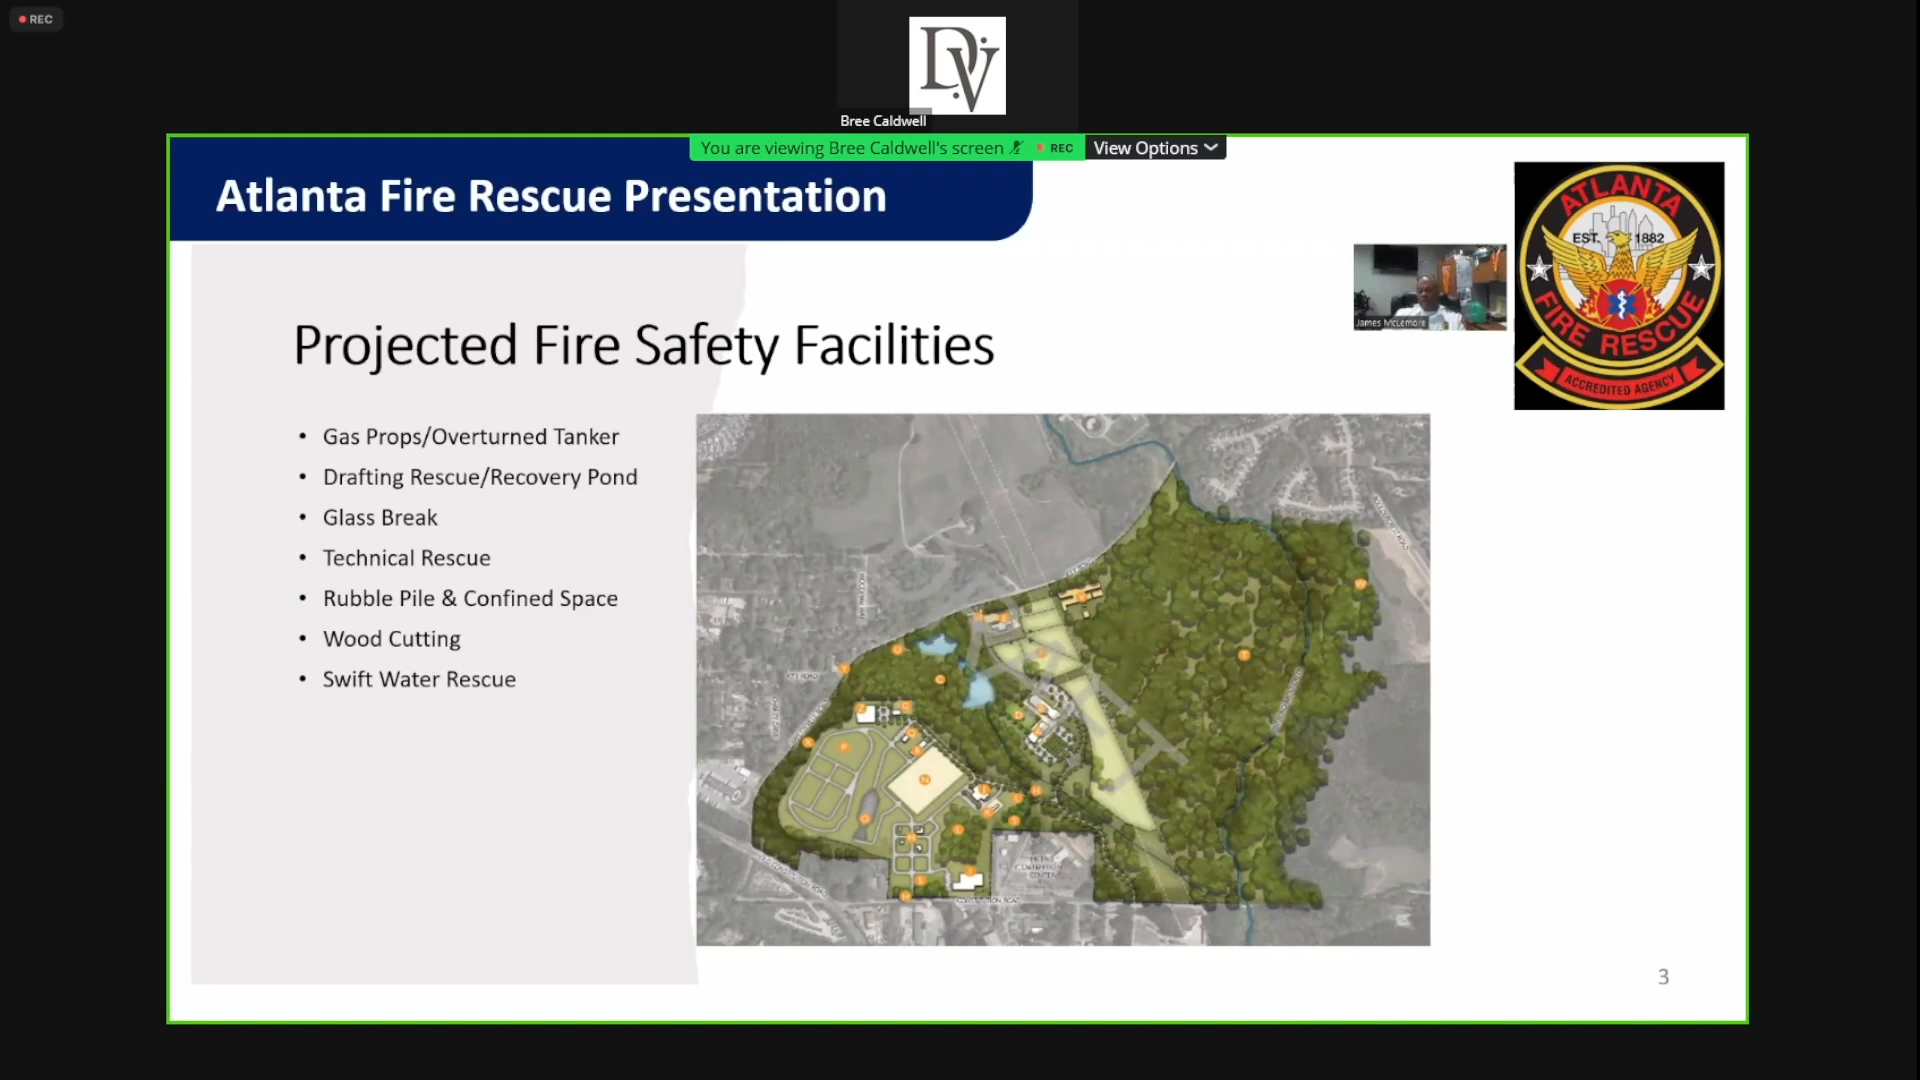 REC
DV
Bree Caldwell
You are viewing Bree Caldwell's screen REC View Options
Atlanta Fire Rescue Presentation
ATLANTA
EST. 1882
FIRE RESCUE
ACCREDITED AGENCY
James McLemore
Projected Fire Safety Facilities
• Gas Props/Overturned Tanker
• Drafting Rescue/Recovery Pond
• Glass Break
• Technical Rescue
• Rubble Pile & Confined Space
• Wood Cutting
• Swift Water Rescue
DRAFT
3